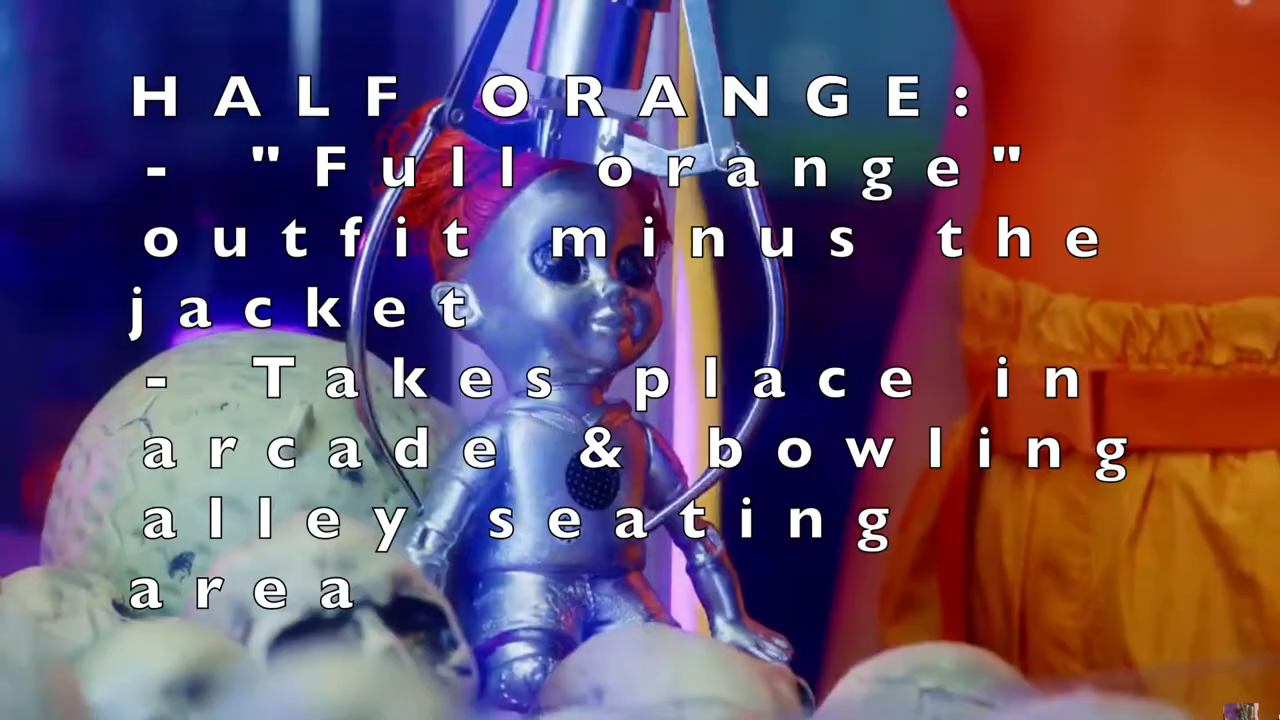 HALF ORANGE:
- "Full orange"
outfit minus the
jacket
- Takes place in
arcade & bowling
alley seating
area